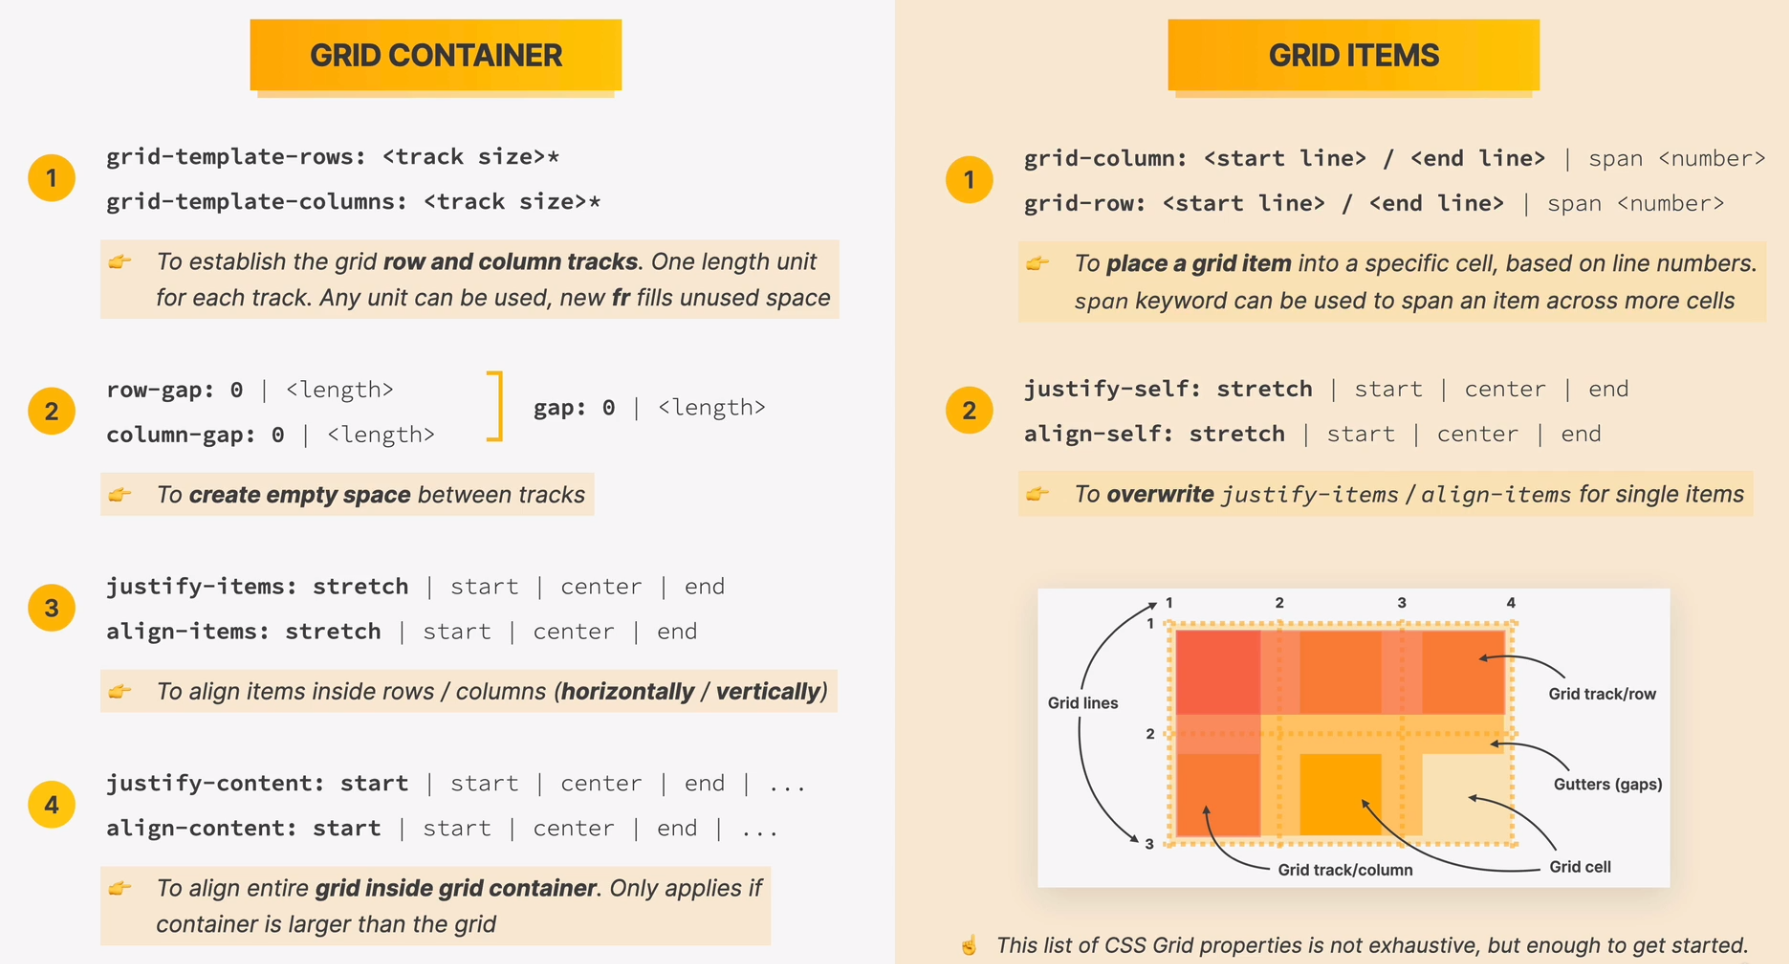 GRID CONTAINER
1
grid-template-rows: <track size>*
grid-template-columns: <track size>*
👉 To establish the grid row and column tracks. One length unit
for each track. Any unit can be used, new fr fills unused space
2
row-gap: 0 | <length>
column-gap: 0 | <length>
gap: 0 | <length>
👉 To create empty space between tracks
3
justify-items: stretch | start | center | end
align-items: stretch | start | center | end
👉 To align items inside rows / columns (horizontally / vertically)
4
justify-content: start | start | center | end | ...
align-content: start | start | center | end | ...
👉 To align entire grid inside grid container. Only applies if
container is larger than the grid
GRID ITEMS
1
grid-column: <start line> / <end line> | span <number>
grid-row: <start line> / <end line> | span <number>
👉 To place a grid item into a specific cell, based on line numbers.
span keyword can be used to span an item across more cells
2
justify-self: stretch | start | center | end
align-self: stretch | start | center | end
👉 To overwrite justify-items / align-items for single items
1 2 3 4
1
Grid track/row
Grid lines
2
Gutters (gaps)
3
Grid cell
Grid track/column
☝ This list of CSS Grid properties is not exhaustive, but enough to get started.